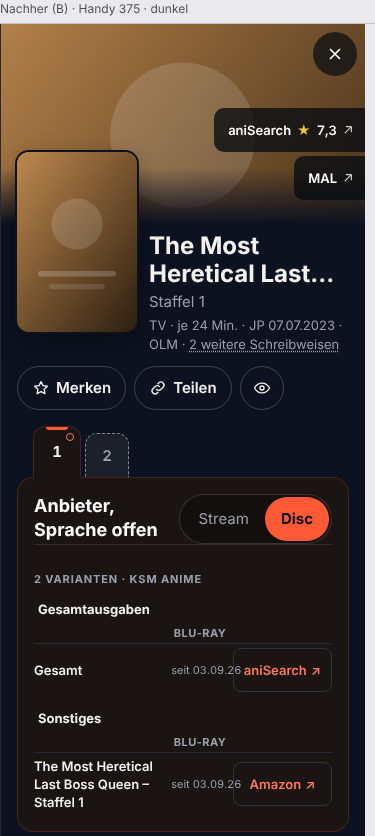 Nachher (B) · Handy 375 · dunkel
aniSearch ★ 7,3 ↗
MAL ↗
The Most
Heretical Last…
Staffel 1
TV · je 24 Min. · JP 07.07.2023 ·
OLM · 2 weitere Schreibweisen
Merken
Teilen
1
2
Anbieter,
Sprache offen
Stream
Disc
2 VARIANTEN · KSM ANIME
Gesamtausgaben
BLU-RAY
Gesamt
seit 03.09.26
aniSearch ↗
Sonstiges
BLU-RAY
The Most Heretical
Last Boss Queen –
Staffel 1
seit 03.09.26
Amazon ↗